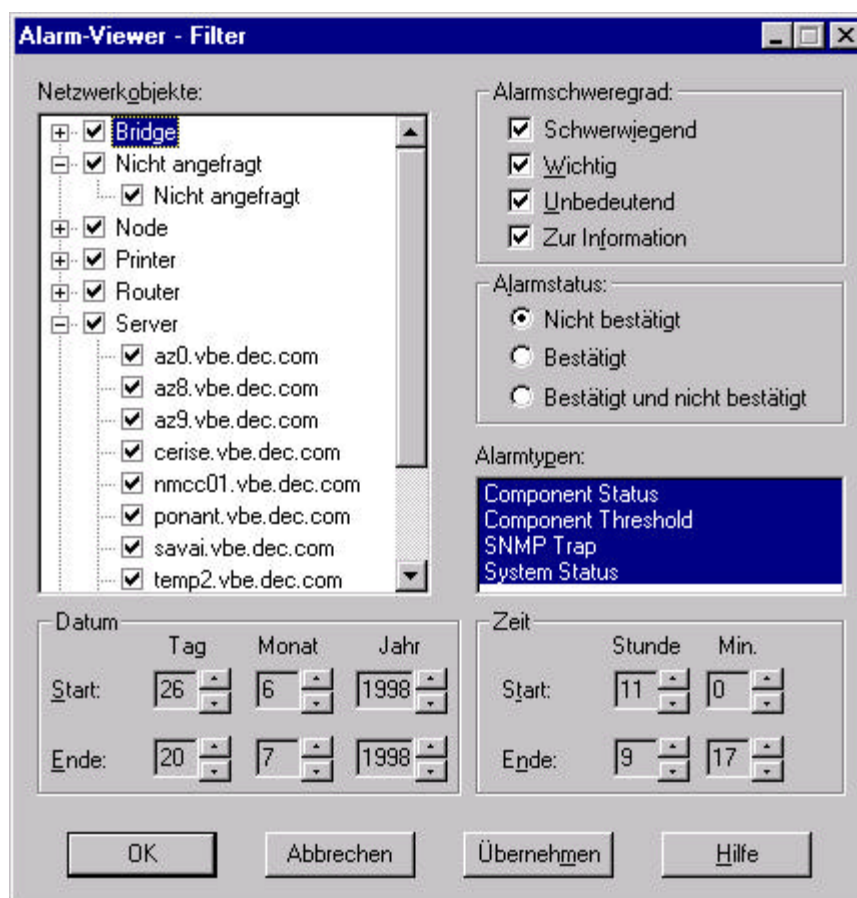 Alarm-Viewer - Filter
Netzwerkobjekte:
Bridge
Nicht angefragt
Nicht angefragt
Node
Printer
Router
Server
az0.vbe.dec.com
az8.vbe.dec.com
az9.vbe.dec.com
cerise.vbe.dec.com
nmcc01.vbe.dec.com
ponant.vbe.dec.com
savai.vbe.dec.com
temp2.vbe.dec.com
Alarmschweregrad:
Schwerwiegend
Wichtig
Unbedeutend
Zur Information
Alarmstatus:
Nicht bestätigt
Bestätigt
Bestätigt und nicht bestätigt
Alarmtypen:
Component Status
Component Threshold
SNMP Trap
System Status
Datum
Tag Monat Jahr
Start: 26 6 1998
Ende: 20 7 1998
Zeit
Stunde Min.
Start: 11 0
Ende: 9 17
OK Abbrechen Übernehmen Hilfe